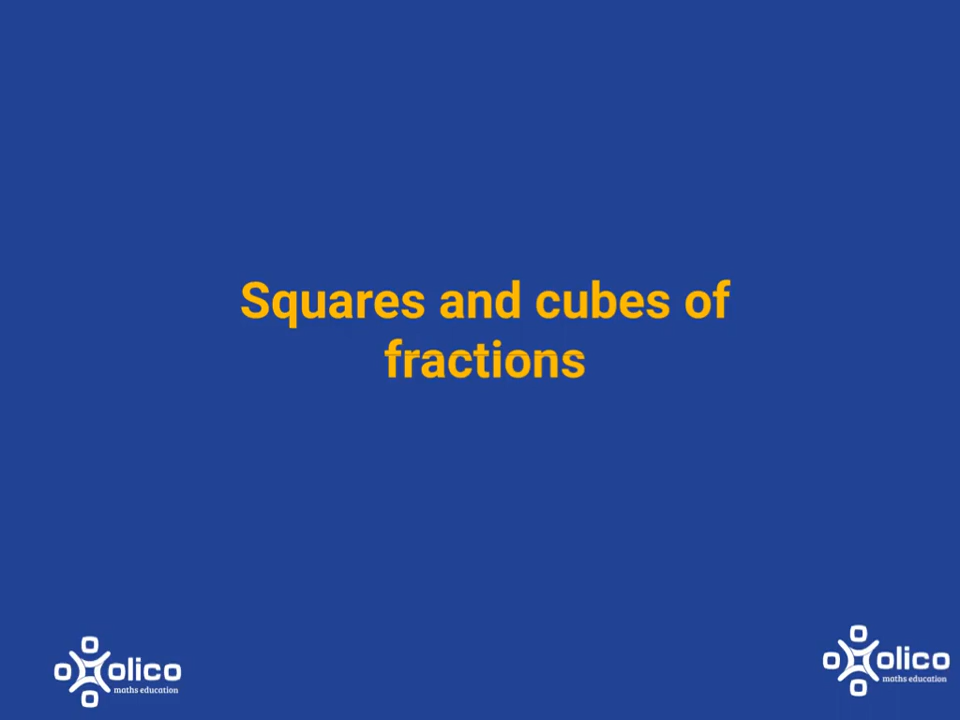 Squares and cubes of
fractions
olico
maths education
olico
maths education